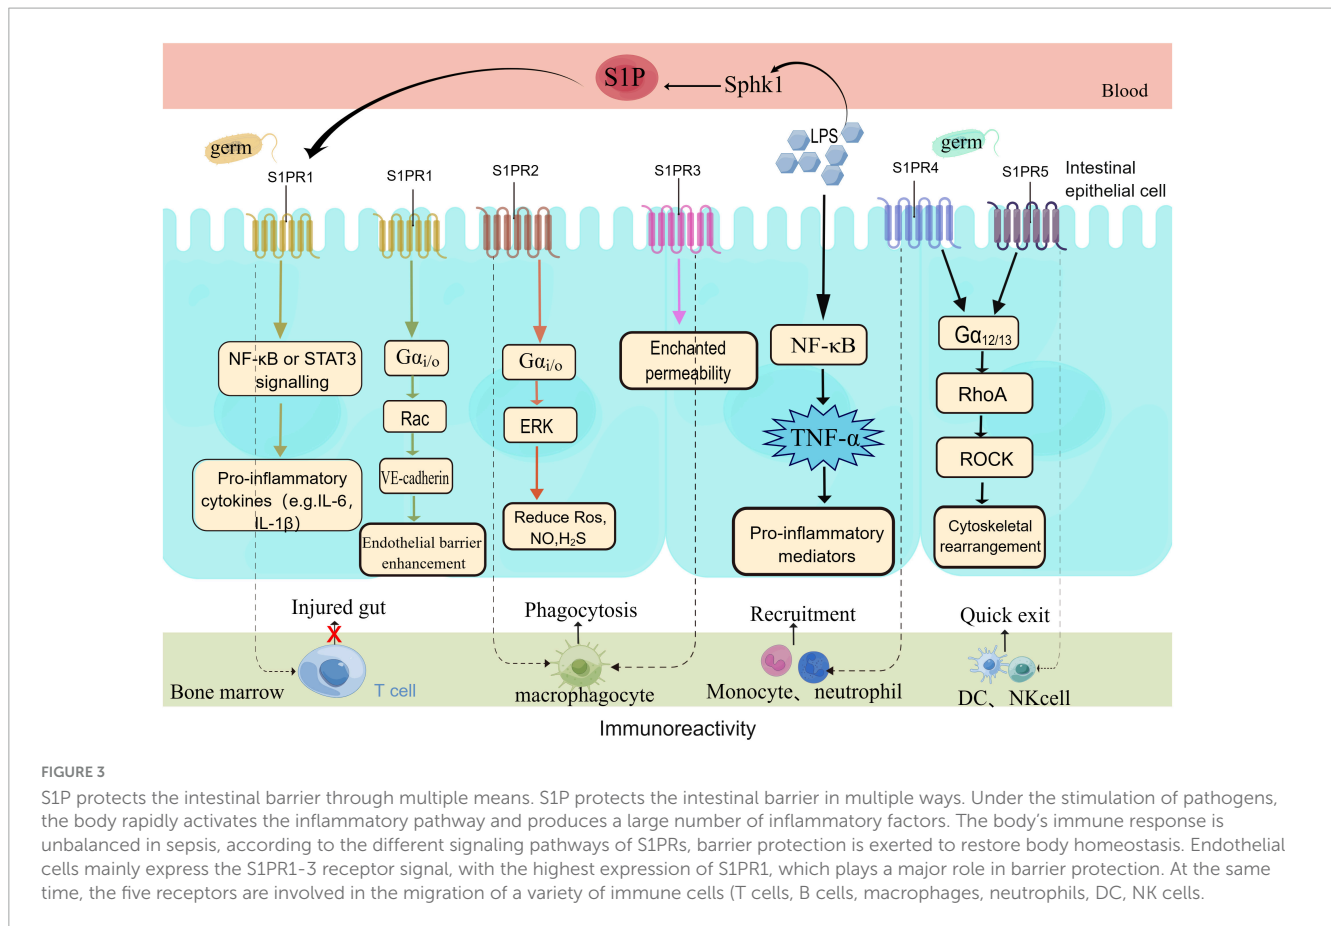 S1P
Sphk1
Blood
LPS
germ
germ
S1PR1
S1PR1
S1PR2
S1PR3
S1PR4
S1PR5
Intestinal
epithelial cell
NF-κB or STAT3
signalling
Pro-inflammatory
cytokines（e.g.IL-6，
IL-1β）
Gαi/o
Rac
VE-cadherin
Endothelial barrier
enhancement
Gαi/o
ERK
Reduce Ros,
NO,H₂S
Enchanted
permeability
NF-κB
TNF-α
Pro-inflammatory
mediators
Gα12/13
RhoA
ROCK
Cytoskeletal
rearrangement
Injured gut
X
Phagocytosis
Recruitment
Quick exit
Bone marrow
T cell
macrophagocyte
Monocyte、neutrophil
DC、NKcell
Immunoreactivity
FIGURE 3
S1P protects the intestinal barrier through multiple means. S1P protects the intestinal barrier in multiple ways. Under the stimulation of pathogens,
the body rapidly activates the inflammatory pathway and produces a large number of inflammatory factors. The body's immune response is
unbalanced in sepsis, according to the different signaling pathways of S1PRs, barrier protection is exerted to restore body homeostasis. Endothelial
cells mainly express the S1PR1-3 receptor signal, with the highest expression of S1PR1, which plays a major role in barrier protection. At the same
time, the five receptors are involved in the migration of a variety of immune cells (T cells, B cells, macrophages, neutrophils, DC, NK cells.